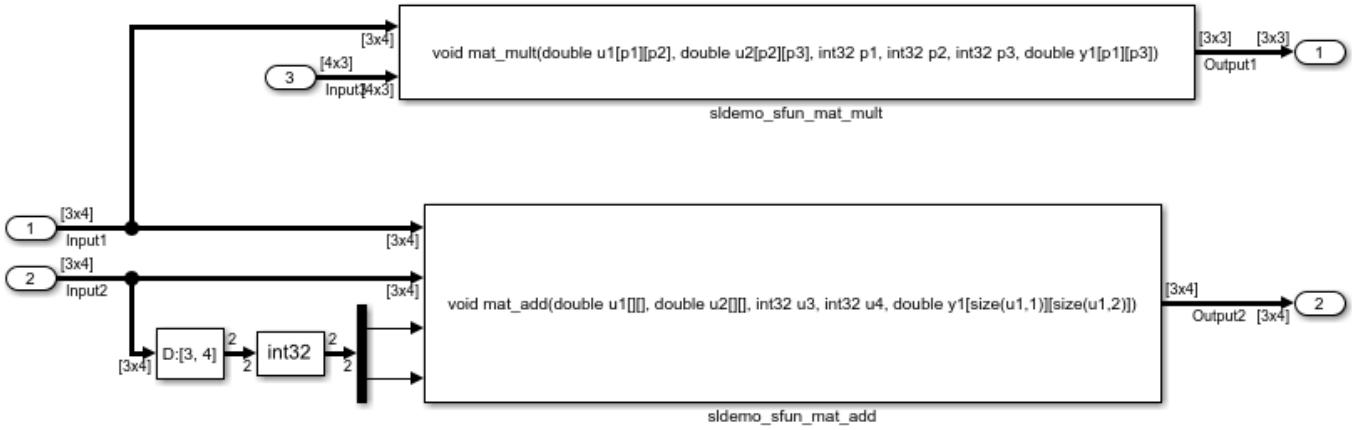 [3x4]
void mat_mult(double u1[p1][p2], double u2[p2][p3], int32 p1, int32 p2, int32 p3, double y1[p1][p3])
[3x3]
[3x3]
1
Output1
3
[4x3]
Input3
[4x3]
sldemo_sfun_mat_mult
1
[3x4]
Input1
[3x4]
2
[3x4]
Input2
[3x4]
void mat_add(double u1[][], double u2[][], int32 u3, int32 u4, double y1[size(u1,1)][size(u1,2)])
[3x4]
Output2
[3x4]
2
[3x4]
D:[3, 4]
2
2
int32
2
2
sldemo_sfun_mat_add